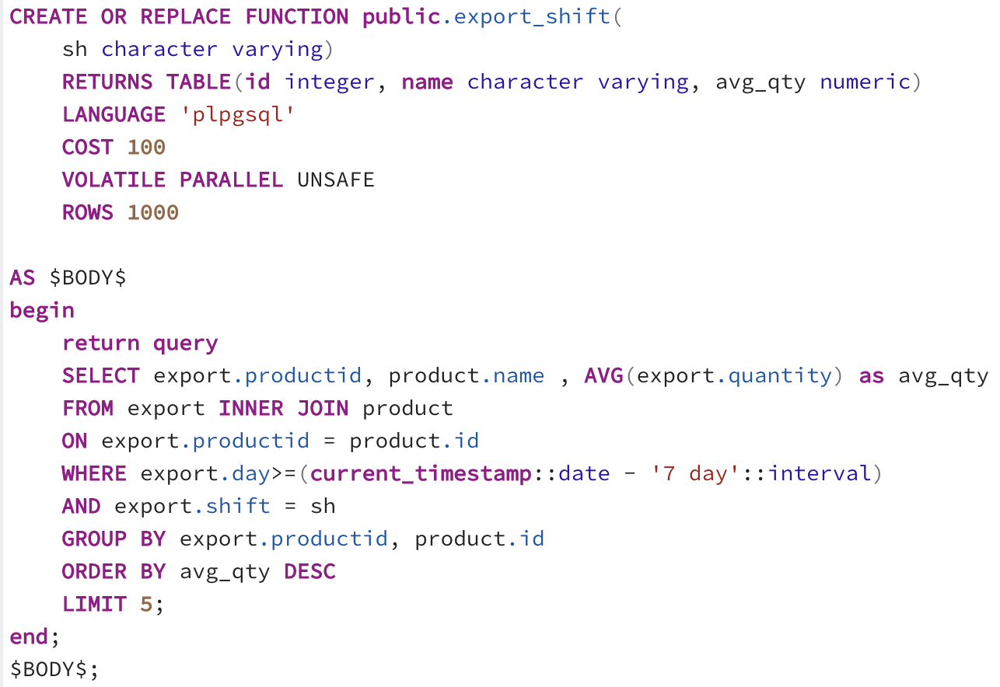 CREATE OR REPLACE FUNCTION public.export_shift(
    sh character varying)
    RETURNS TABLE(id integer, name character varying, avg_qty numeric)
    LANGUAGE 'plpgsql'
    COST 100
    VOLATILE PARALLEL UNSAFE
    ROWS 1000

AS $BODY$
begin
    return query
    SELECT export.productid, product.name , AVG(export.quantity) as avg_qty
    FROM export INNER JOIN product
    ON export.productid = product.id
    WHERE export.day>=(current_timestamp::date - '7 day'::interval)
    AND export.shift = sh
    GROUP BY export.productid, product.id
    ORDER BY avg_qty DESC
    LIMIT 5;
end;
$BODY$;